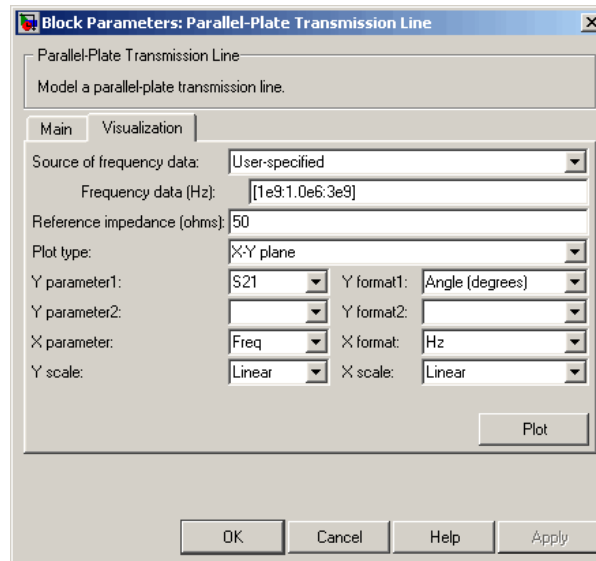 Block Parameters: Parallel-Plate Transmission Line
Parallel-Plate Transmission Line
Model a parallel-plate transmission line.
Main Visualization
Source of frequency data: User-specified
Frequency data (Hz): [1e9:1.0e6:3e9]
Reference impedance (ohms): 50
Plot type: X-Y plane
Y parameter1: S21 Y format1: Angle (degrees)
Y parameter2: Y format2:
X parameter: Freq X format: Hz
Y scale: Linear X scale: Linear
Plot
OK Cancel Help Apply